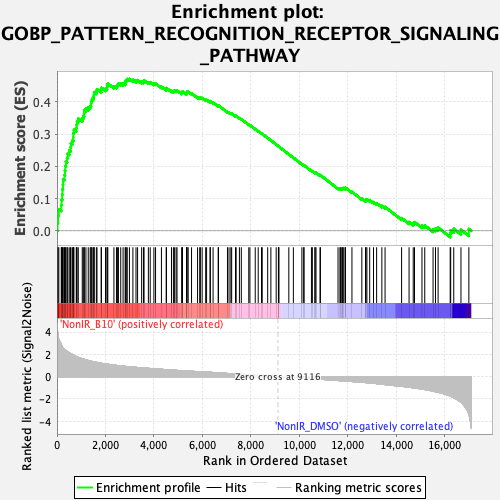 Enrichment plot:
GOBP_PATTERN_RECOGNITION_RECEPTOR_SIGNALING
_PATHWAY
Enrichment score (ES)
0.4
0.3
0.2
0.1
0.0
'NonIR_B10' (positively correlated)
Ranked list metric (Signal2Noise)
4
2
0
-2
-4
Zero cross at 9116
'NonIR_DMSO' (negatively correlated)
0
2,000
4,000
6,000
8,000
10,000
12,000
14,000
16,000
Rank in Ordered Dataset
Enrichment profile
Hits
Ranking metric scores